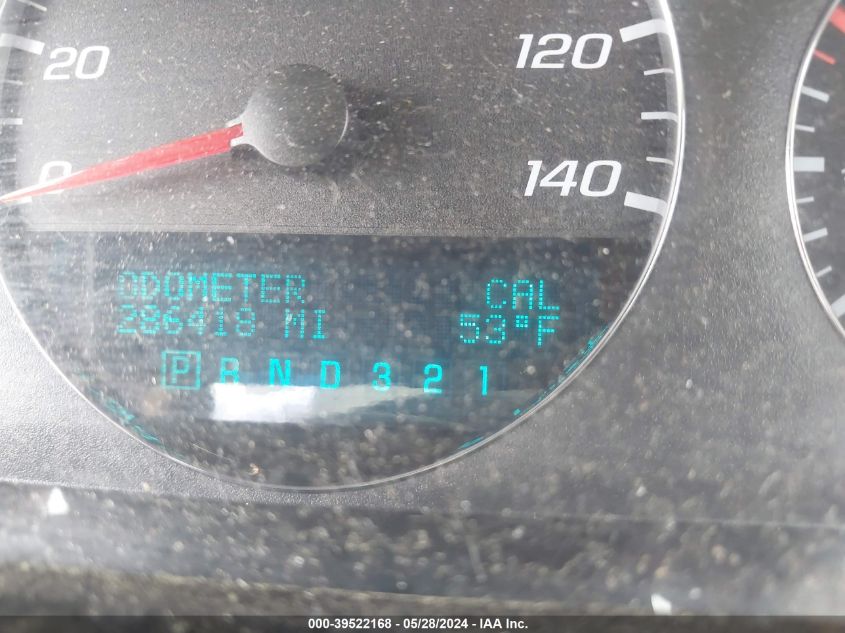 20
120
0
140
ODOMETER CAL
286418 MI 53°F
P R N D 3 2 1
000-39522168 - 05/28/2024 - IAA Inc.